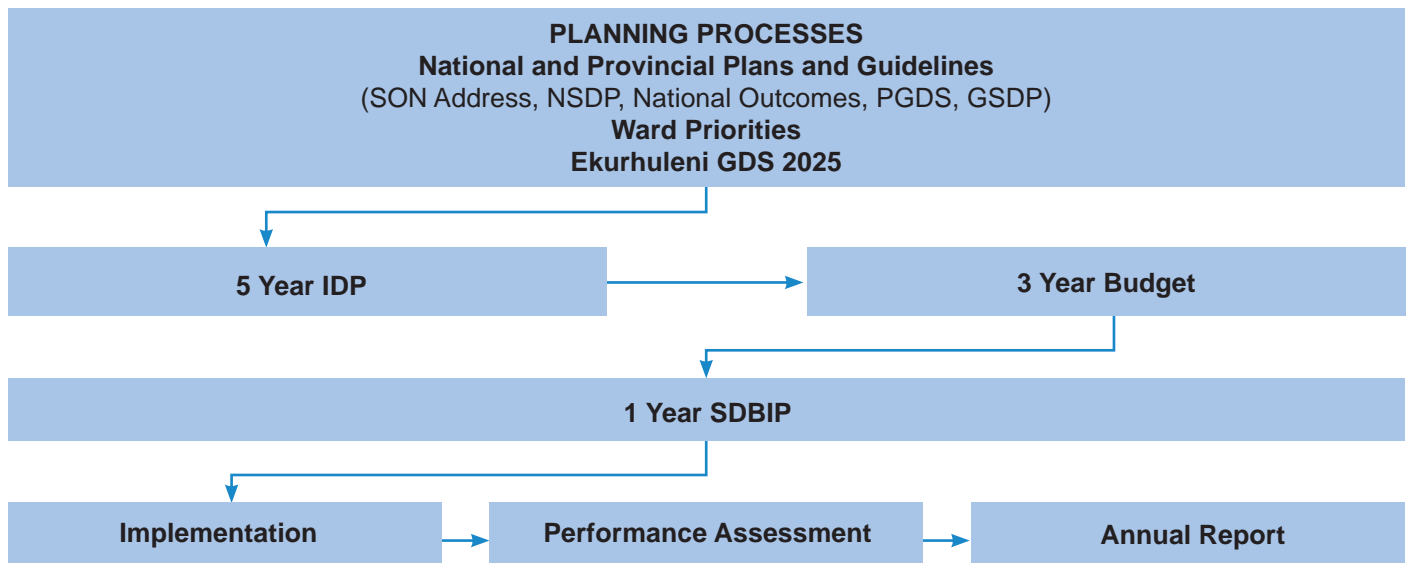 PLANNING PROCESSES
National and Provincial Plans and Guidelines
(SON Address, NSDP, National Outcomes, PGDS, GSDP)
Ward Priorities
Ekurhuleni GDS 2025
5 Year IDP
3 Year Budget
1 Year SDBIP
Implementation
Performance Assessment
Annual Report